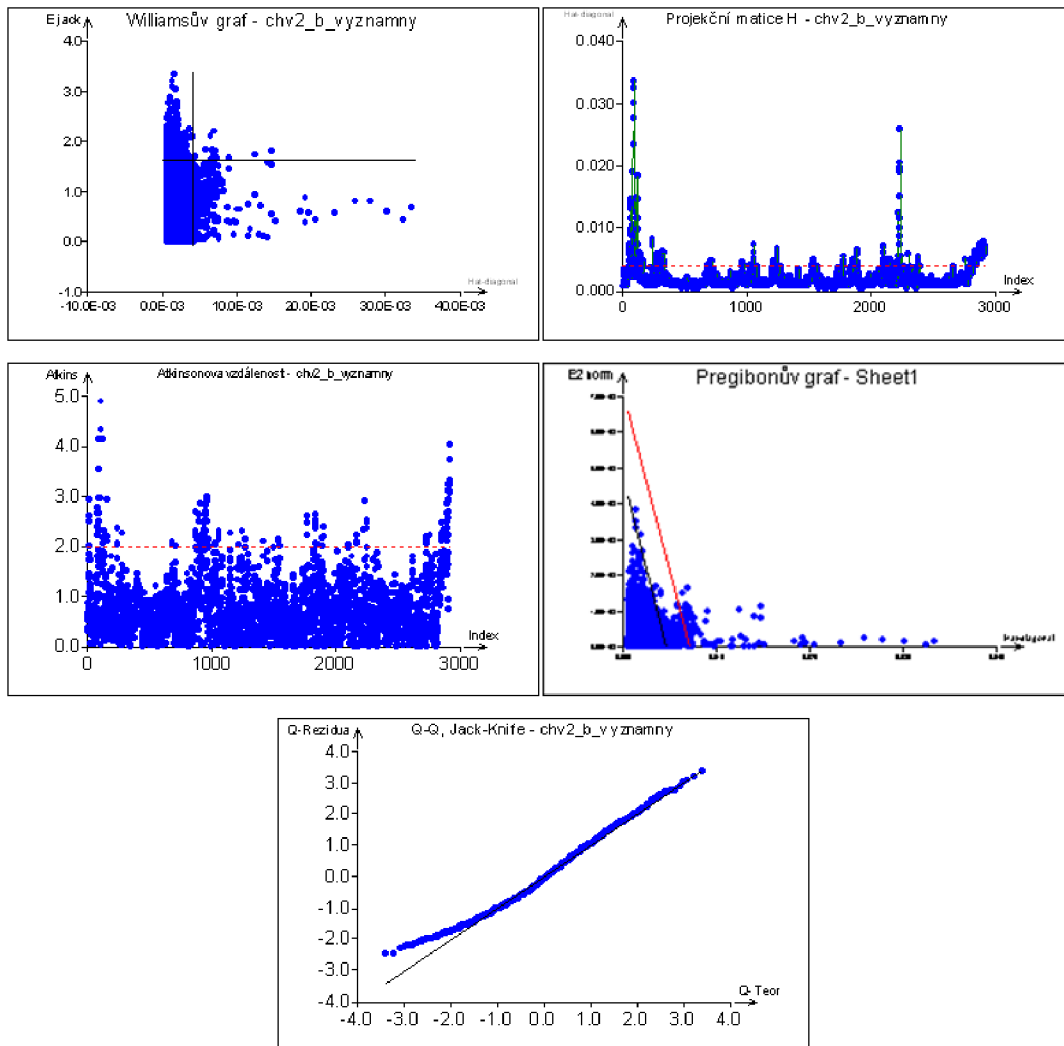 E jack
Williamsův graf - chv2_b_vyznamny
4.0
3.0
2.0
1.0
0.0
-1.0
Hat-diagonal
-10.0E-03 0.0E-03 10.0E-03 20.0E-03 30.0E-03 40.0E-03
Hat-diagonal
Projekční matice H - chv2_b_vyznamny
0.040
0.030
0.020
0.010
0.000
Index
0 1000 2000 3000
Atkins
Atkinsonova vzdálenost - chv2_b_vyznamny
5.0
4.0
3.0
2.0
1.0
0.0
Index
0 1000 2000 3000
E2 norm
Pregibonův graf - Sheet1
Q-Rezidua
Q-Q, Jack-Knife - chv2_b_vyznamny
4.0
3.0
2.0
1.0
0.0
-1.0
-2.0
-3.0
-4.0
Q-Teor
-4.0 -3.0 -2.0 -1.0 0.0 1.0 2.0 3.0 4.0